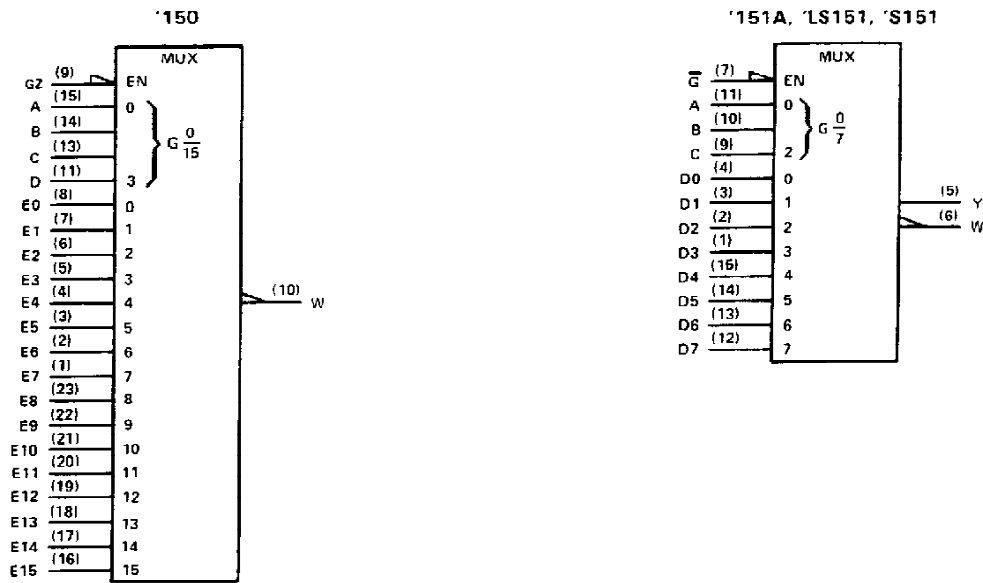 '150
MUX
GZ (9) EN
A (15) 0
B (14)
G 0/15
C (13)
D (11) 3
E0 (8) 0
E1 (7) 1
E2 (6) 2
E3 (5) 3
E4 (4) 4
(10) W
E5 (3) 5
E6 (2) 6
E7 (1) 7
E8 (23) 8
E9 (22) 9
E10 (21) 10
E11 (20) 11
E12 (19) 12
E13 (18) 13
E14 (17) 14
E15 (16) 15
'151A, 'LS151, 'S151
MUX
G̅ (7) EN
A (11) 0
B (10)
G 0/7
C (9) 2
D0 (4) 0
D1 (3) 1
(5) Y
D2 (2) 2
(6) W
D3 (1) 3
D4 (15) 4
D5 (14) 5
D6 (13) 6
D7 (12) 7